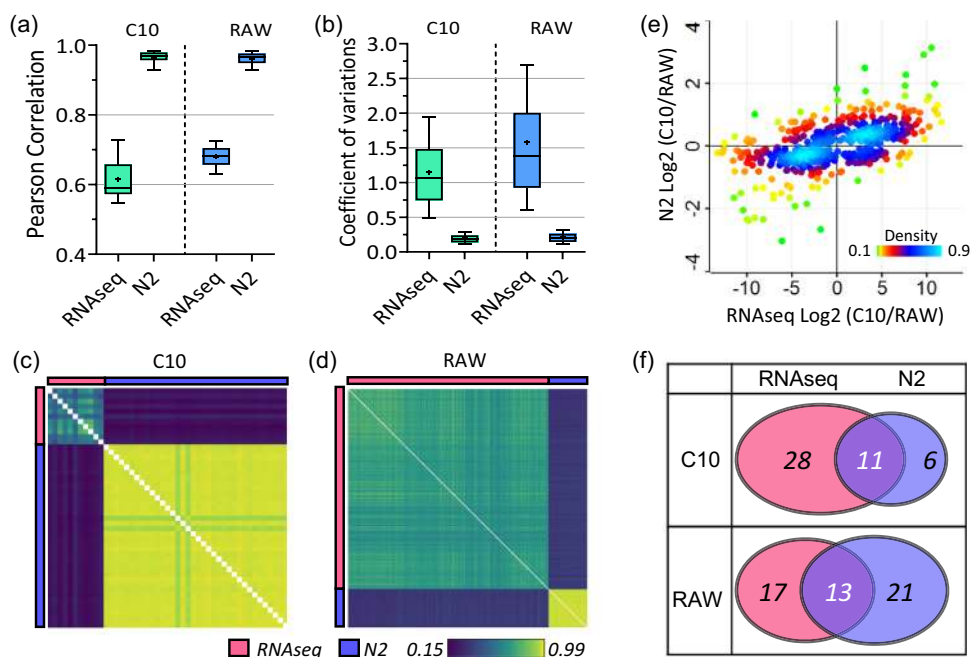 (a)
C10 RAW
Pearson Correlation
1.0
0.8
0.6
0.4
RNAseq N2 RNAseq N2
(b)
C10 RAW
Coefficient of variations
3.0
2.5
2.0
1.5
1.0
0.5
0.0
RNAseq N2 RNAseq N2
(e)
N2 Log2 (C10/RAW)
4
2
0
-2
-4
Density
0.1 0.9
-10 -5 0 5 10
RNAseq Log2 (C10/RAW)
(c)
C10
(d)
RAW
RNAseq N2 0.15 0.99
(f)
RNAseq N2
C10 28 11 6
RAW 17 13 21